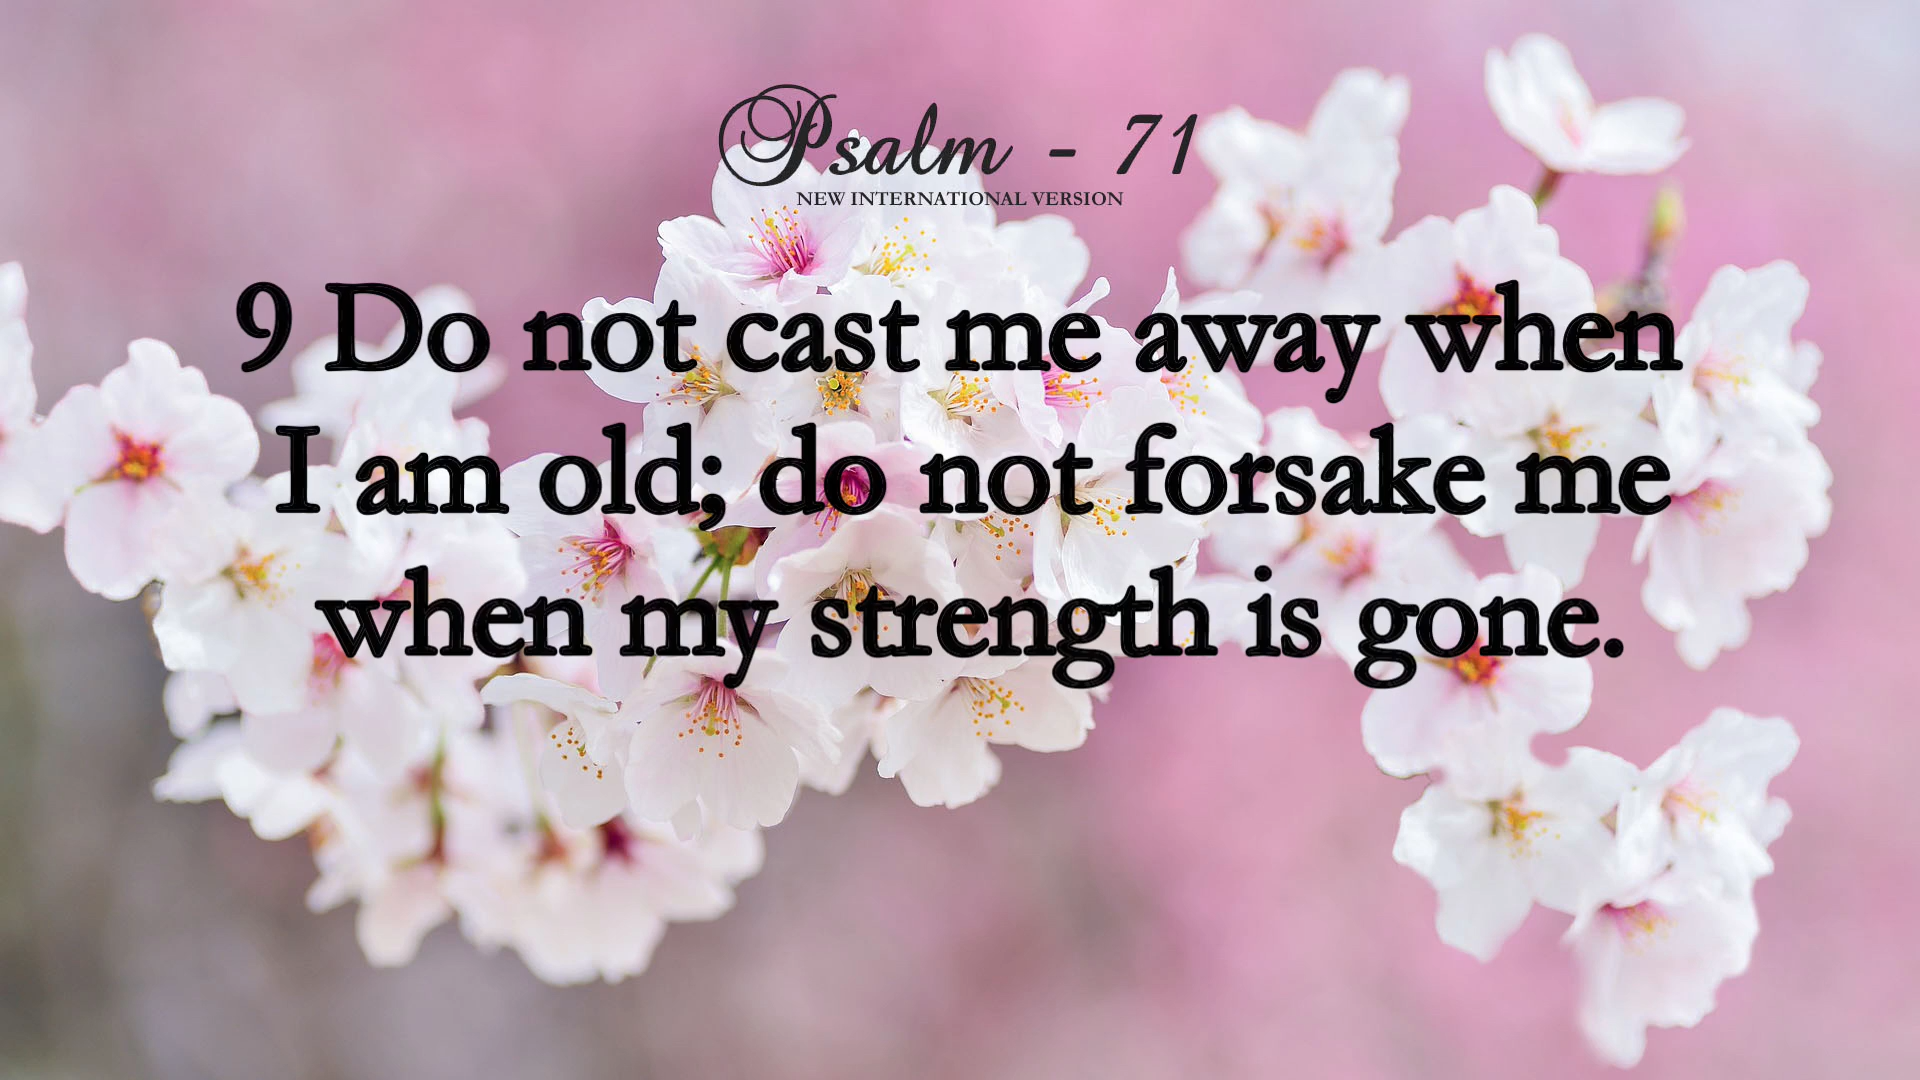 Psalm - 71
NEW INTERNATIONAL VERSION
9 Do not cast me away when
I am old; do not forsake me
when my strength is gone.